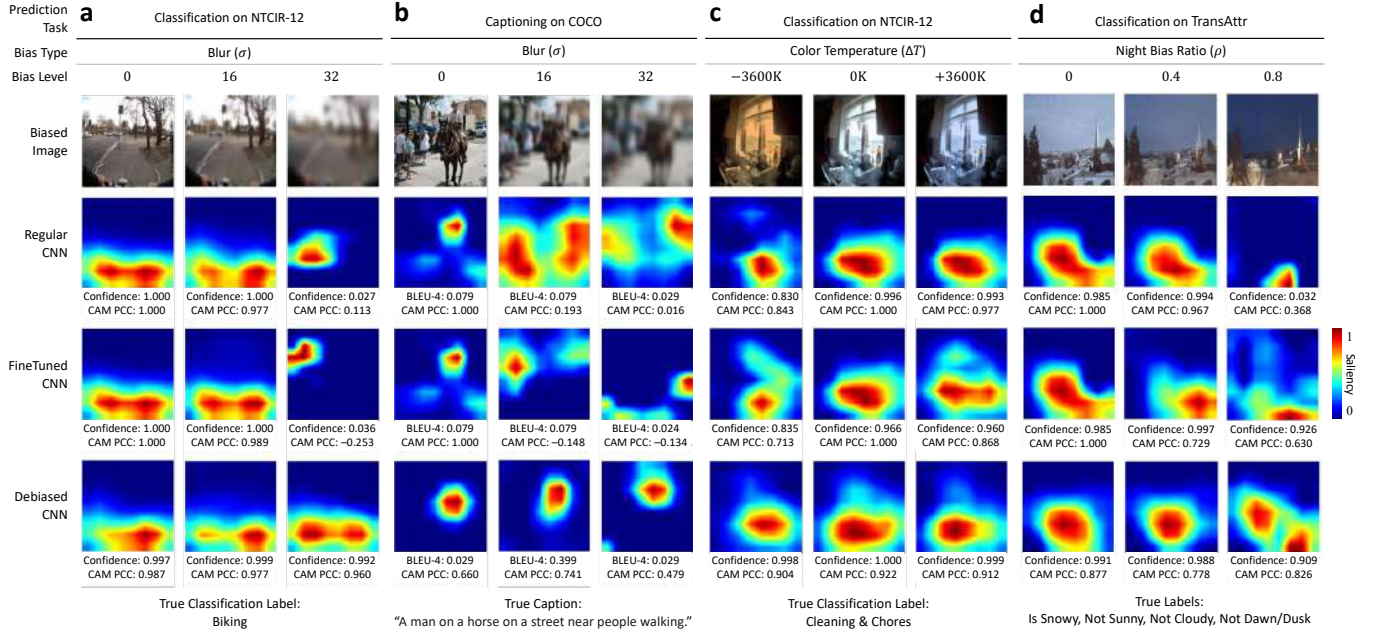 Prediction Task
a Classification on NTCIR-12
b Captioning on COCO
c Classification on NTCIR-12
d Classification on TransAttr
Bias Type
Blur (σ)
Blur (σ)
Color Temperature (ΔT)
Night Bias Ratio (ρ)
Bias Level
0 16 32
0 16 32
−3600K 0K +3600K
0 0.4 0.8
Biased
Image
Regular
CNN
Confidence: 1.000 Confidence: 1.000 Confidence: 0.027
CAM PCC: 1.000 CAM PCC: 0.977 CAM PCC: 0.113
BLEU-4: 0.079 BLEU-4: 0.079 BLEU-4: 0.029
CAM PCC: 1.000 CAM PCC: 0.193 CAM PCC: 0.016
Confidence: 0.830 Confidence: 0.996 Confidence: 0.993
CAM PCC: 0.843 CAM PCC: 1.000 CAM PCC: 0.977
Confidence: 0.985 Confidence: 0.994 Confidence: 0.032
CAM PCC: 1.000 CAM PCC: 0.967 CAM PCC: 0.368
FineTuned
CNN
Confidence: 1.000 Confidence: 1.000 Confidence: 0.036
CAM PCC: 1.000 CAM PCC: 0.989 CAM PCC: −0.253
BLEU-4: 0.079 BLEU-4: 0.079 BLEU-4: 0.024
CAM PCC: 1.000 CAM PCC: −0.148 CAM PCC: −0.134
Confidence: 0.835 Confidence: 0.966 Confidence: 0.960
CAM PCC: 0.713 CAM PCC: 1.000 CAM PCC: 0.868
Confidence: 0.985 Confidence: 0.997 Confidence: 0.926
CAM PCC: 1.000 CAM PCC: 0.729 CAM PCC: 0.630
1
Saliency
0
Debiased
CNN
Confidence: 0.997 Confidence: 0.999 Confidence: 0.992
CAM PCC: 0.987 CAM PCC: 0.977 CAM PCC: 0.960
BLEU-4: 0.029 BLEU-4: 0.399 BLEU-4: 0.029
CAM PCC: 0.660 CAM PCC: 0.741 CAM PCC: 0.479
Confidence: 0.998 Confidence: 1.000 Confidence: 0.999
CAM PCC: 0.904 CAM PCC: 0.922 CAM PCC: 0.912
Confidence: 0.991 Confidence: 0.988 Confidence: 0.909
CAM PCC: 0.877 CAM PCC: 0.778 CAM PCC: 0.826
True Classification Label:
Biking
True Caption:
“A man on a horse on a street near people walking.”
True Classification Label:
Cleaning & Chores
True Labels:
Is Snowy, Not Sunny, Not Cloudy, Not Dawn/Dusk